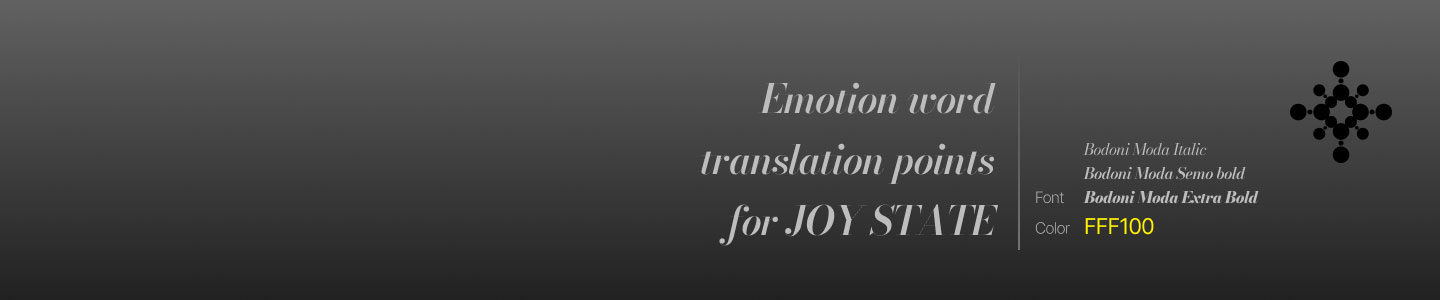 Emotion word
translation points
for JOY STATE
Bodoni Moda Italic
Bodoni Moda Semo bold
Font Bodoni Moda Extra Bold
Color FFF100